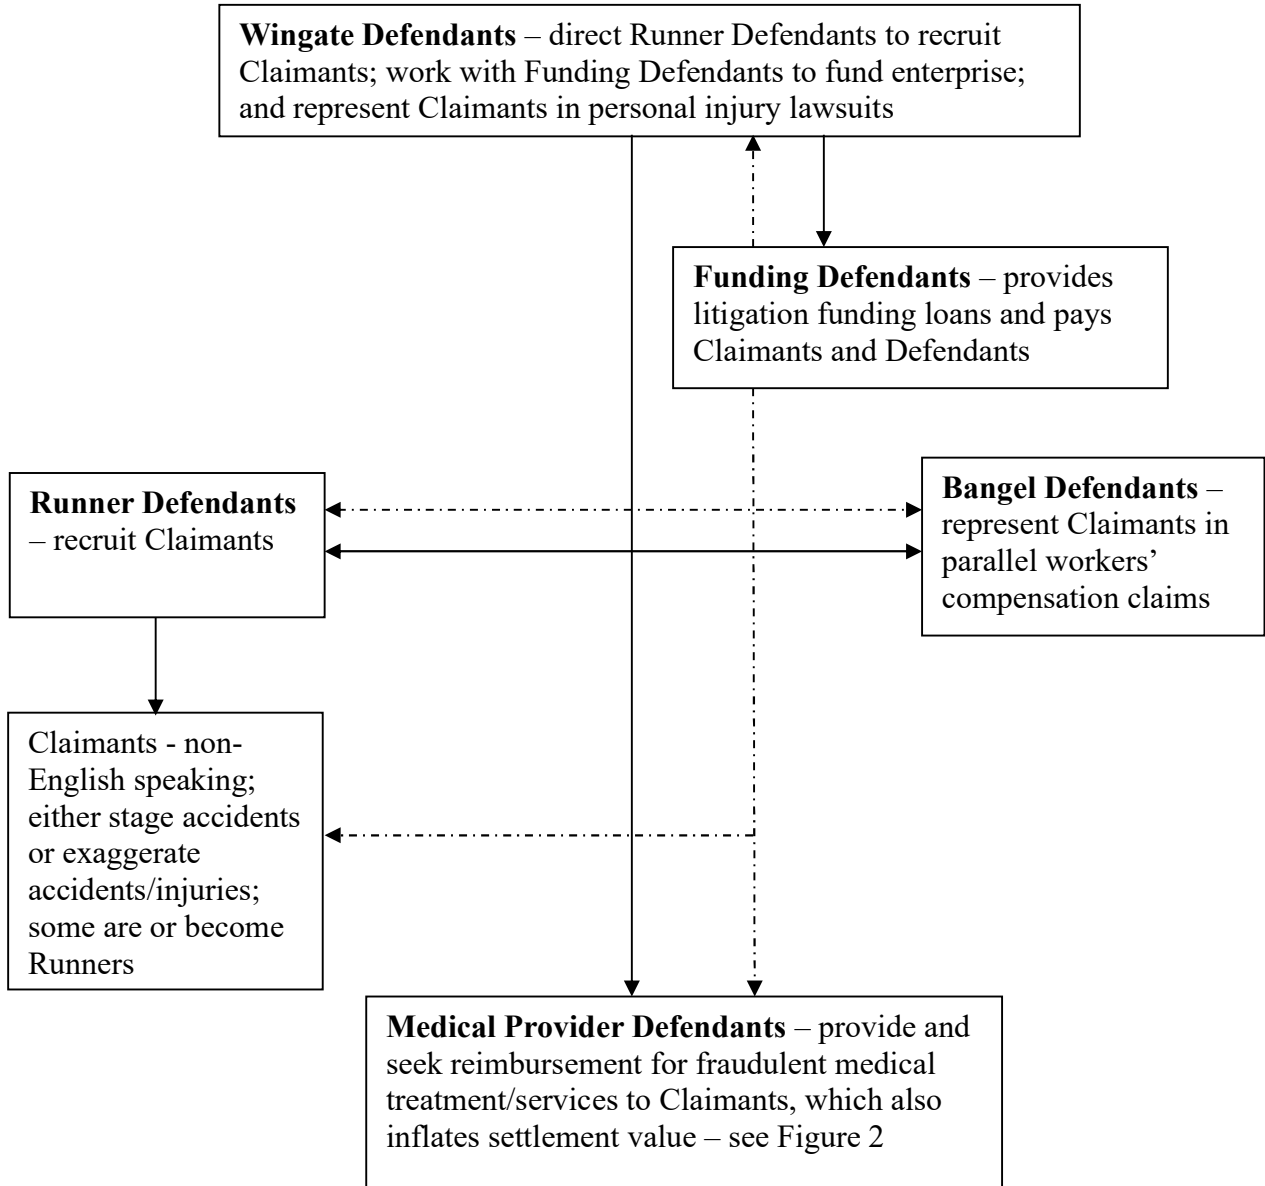 Wingate Defendants – direct Runner Defendants to recruit
Claimants; work with Funding Defendants to fund enterprise;
and represent Claimants in personal injury lawsuits
Funding Defendants – provides
litigation funding loans and pays
Claimants and Defendants
Runner Defendants
– recruit Claimants
Bangel Defendants –
represent Claimants in
parallel workers’
compensation claims
Claimants - non-
English speaking;
either stage accidents
or exaggerate
accidents/injuries;
some are or become
Runners
Medical Provider Defendants – provide and
seek reimbursement for fraudulent medical
treatment/services to Claimants, which also
inflates settlement value – see Figure 2